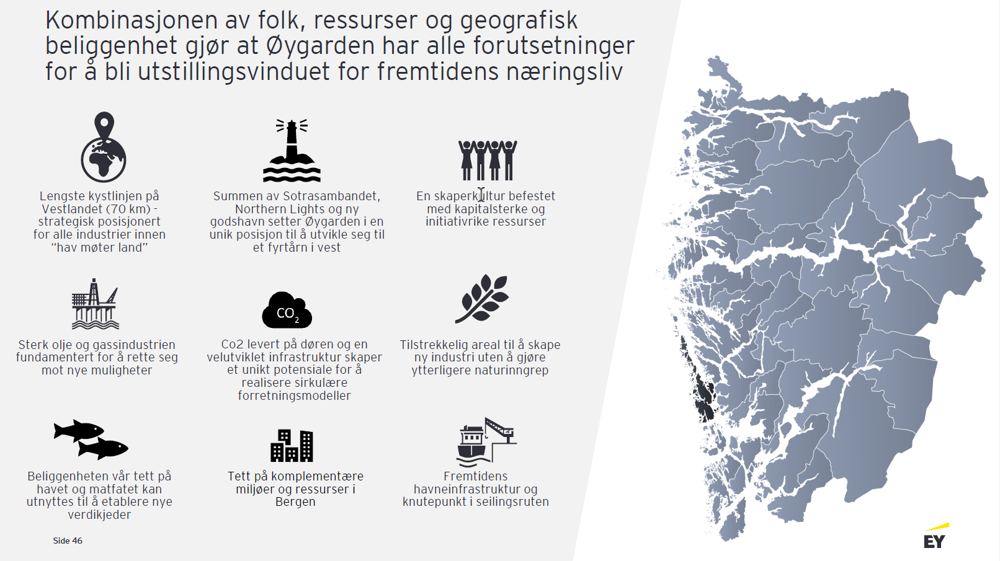 Kombinasjonen av folk, ressurser og geografisk
beliggenhet gjør at Øygarden har alle forutsetninger
for å bli utstillingsvinduet for fremtidens næringsliv
Lengste kystlinjen på
Vestlandet (70 km) -
strategisk posisjonert
for alle industrier innen
“hav møter land”
Summen av Sotrasambandet,
Northern Lights og ny
godshavn setter Øygarden i en
unik posisjon til å utvikle seg til
et fyrtårn i vest
En skaperkultur befestet
med kapitalsterke og
initiativrike ressurser
Sterk olje og gassindustrien
fundamentert for å rette seg
mot nye muligheter
CO2
Co2 levert på døren og en
velutviklet infrastruktur skaper
et unikt potensiale for å
realisere sirkulære
forretningsmodeller
Tilstrekkelig areal til å skape
ny industri uten å gjøre
ytterligere naturinngrep
Beliggenheten vår tett på
havet og matfatet kan
utnyttes til å etablere nye
verdikjeder
Tett på komplementære
miljøer og ressurser i
Bergen
Fremtidens
havneinfrastruktur og
knutepunkt i seilingsruten
Side 46
EY